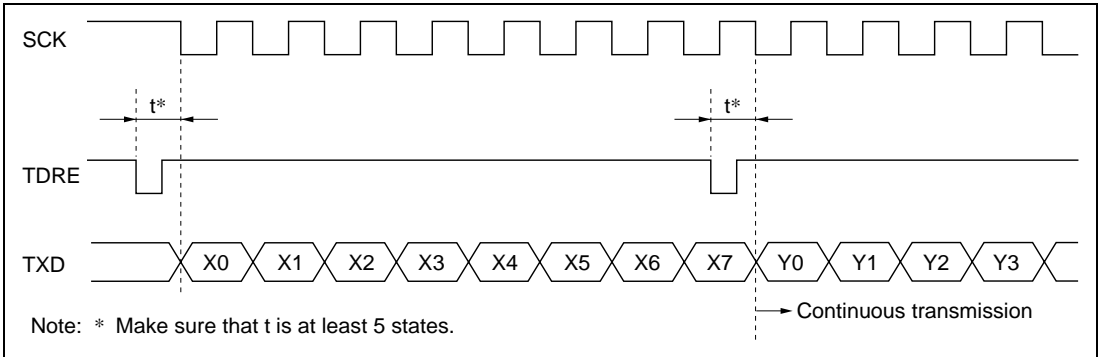 SCK
t* t*
TDRE
TXD X0 X1 X2 X3 X4 X5 X6 X7 Y0 Y1 Y2 Y3
Continuous transmission
Note: * Make sure that t is at least 5 states.